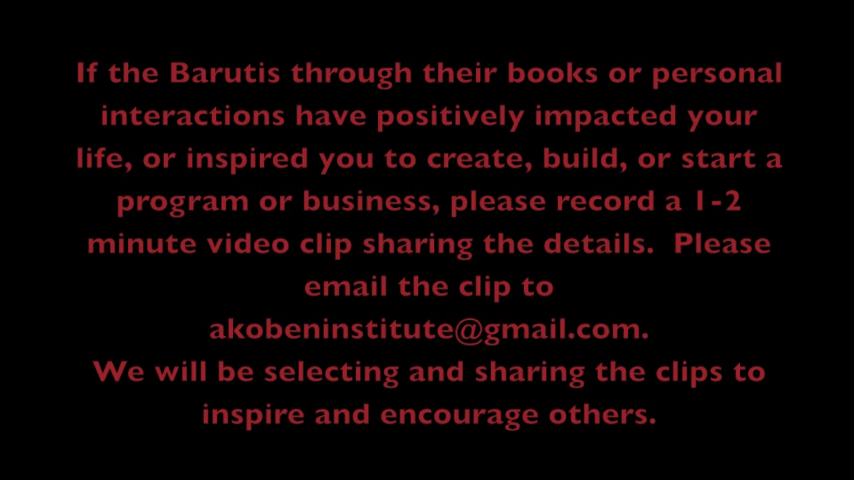 If the Barutis through their books or personal
interactions have positively impacted your
life, or inspired you to create, build, or start a
program or business, please record a 1-2
minute video clip sharing the details.  Please
email the clip to
akobeninstitute@gmail.com.
We will be selecting and sharing the clips to
inspire and encourage others.